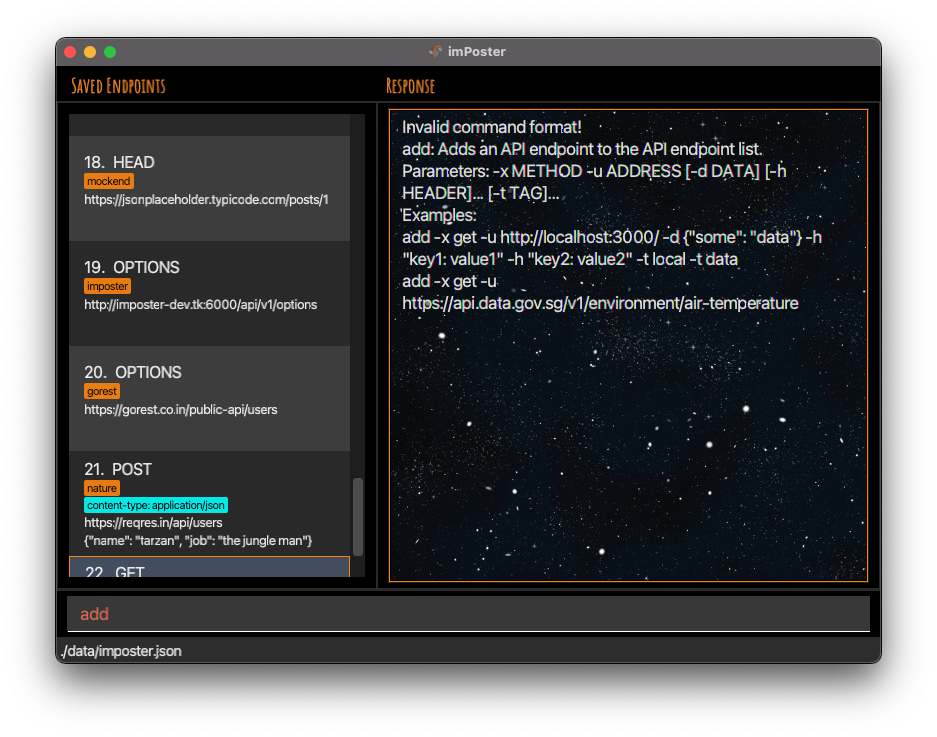 imPoster
Saved Endpoints
Response
18. HEAD
mockend
https://jsonplaceholder.typicode.com/posts/1
19. OPTIONS
imposter
http://imposter-dev.tk:6000/api/v1/options
20. OPTIONS
gorest
https://gorest.co.in/public-api/users
21. POST
nature
content-type: application/json
https://reqres.in/api/users
{"name": "tarzan", "job": "the jungle man"}
22. GET
Invalid command format!
add: Adds an API endpoint to the API endpoint list.
Parameters: -x METHOD -u ADDRESS [-d DATA] [-h
HEADER]... [-t TAG]...
Examples:
add -x get -u http://localhost:3000/ -d {"some": "data"} -h
"key1: value1" -h "key2: value2" -t local -t data
add -x get -u
https://api.data.gov.sg/v1/environment/air-temperature
add
./data/imposter.json